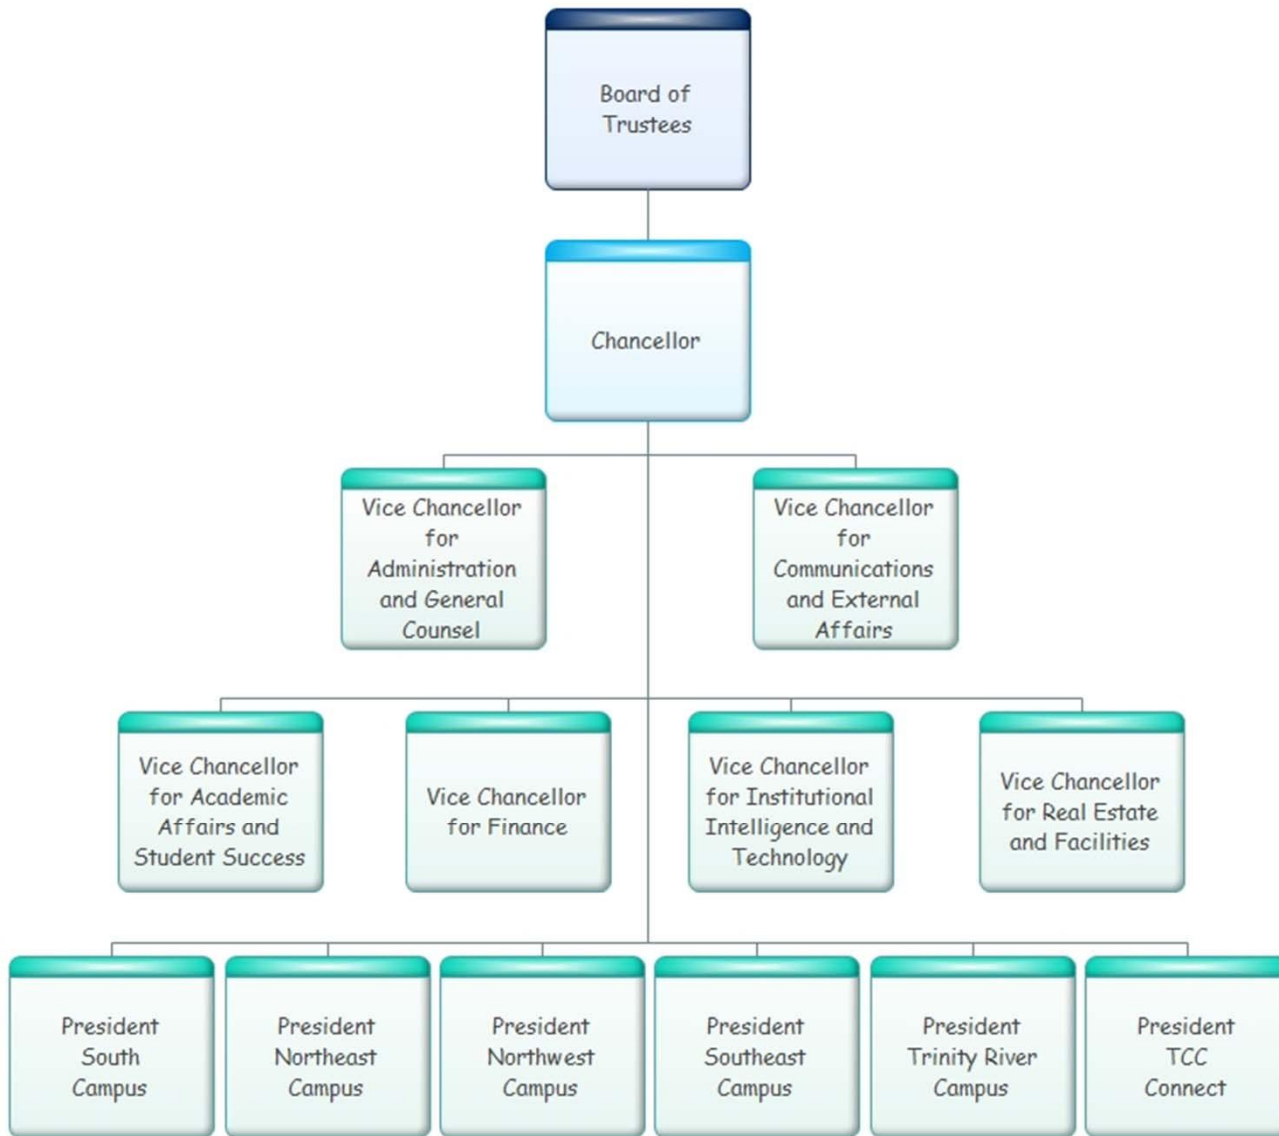 Board of
Trustees
Chancellor
Vice Chancellor
for
Administration
and General
Counsel
Vice Chancellor
for
Communications
and External
Affairs
Vice Chancellor
for Academic
Affairs and
Student Success
Vice Chancellor
for Finance
Vice Chancellor
for Institutional
Intelligence and
Technology
Vice Chancellor
for Real Estate
and Facilities
President
South
Campus
President
Northeast
Campus
President
Northwest
Campus
President
Southeast
Campus
President
Trinity River
Campus
President
TCC
Connect